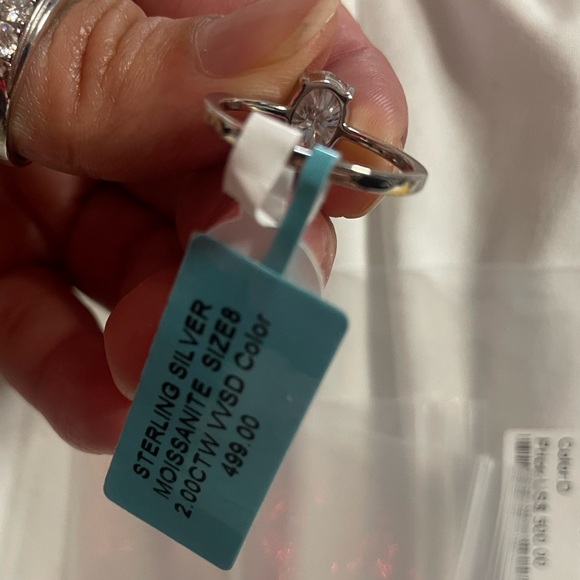 STERLING SILVER
MOISSANITE SIZE8
2.00CTW VVSD Color
499.00
Color:D
Price: US $ 500.00